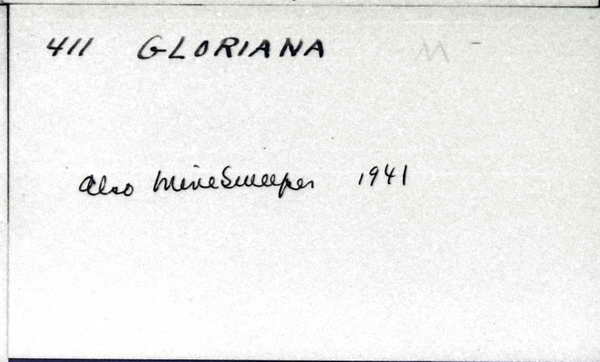 411 GLORIANA M -
also MineSweeper 1941